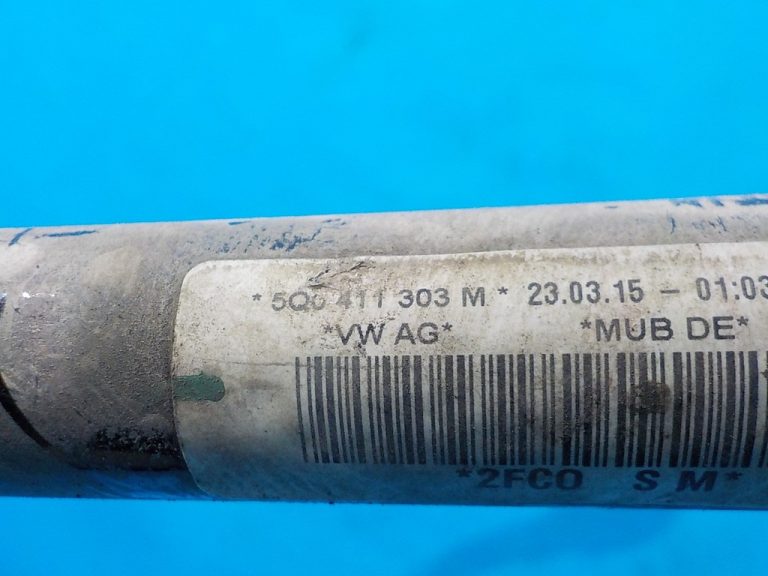 *5Q0 411 303 M* 23.03.15 – 01:03
*VW AG* *MUB DE*
*2FCO S M*